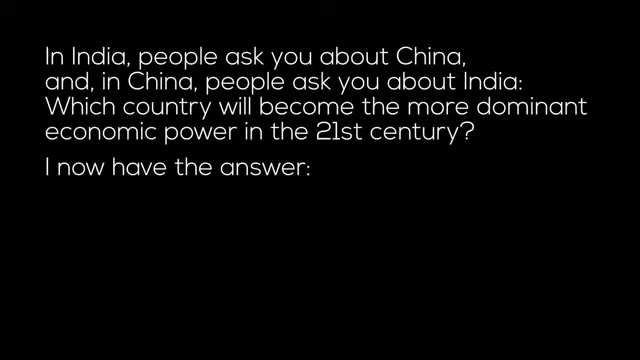 In India, people ask you about China,
and, in China, people ask you about India:
Which country will become the more dominant
economic power in the 21st century?
I now have the answer: